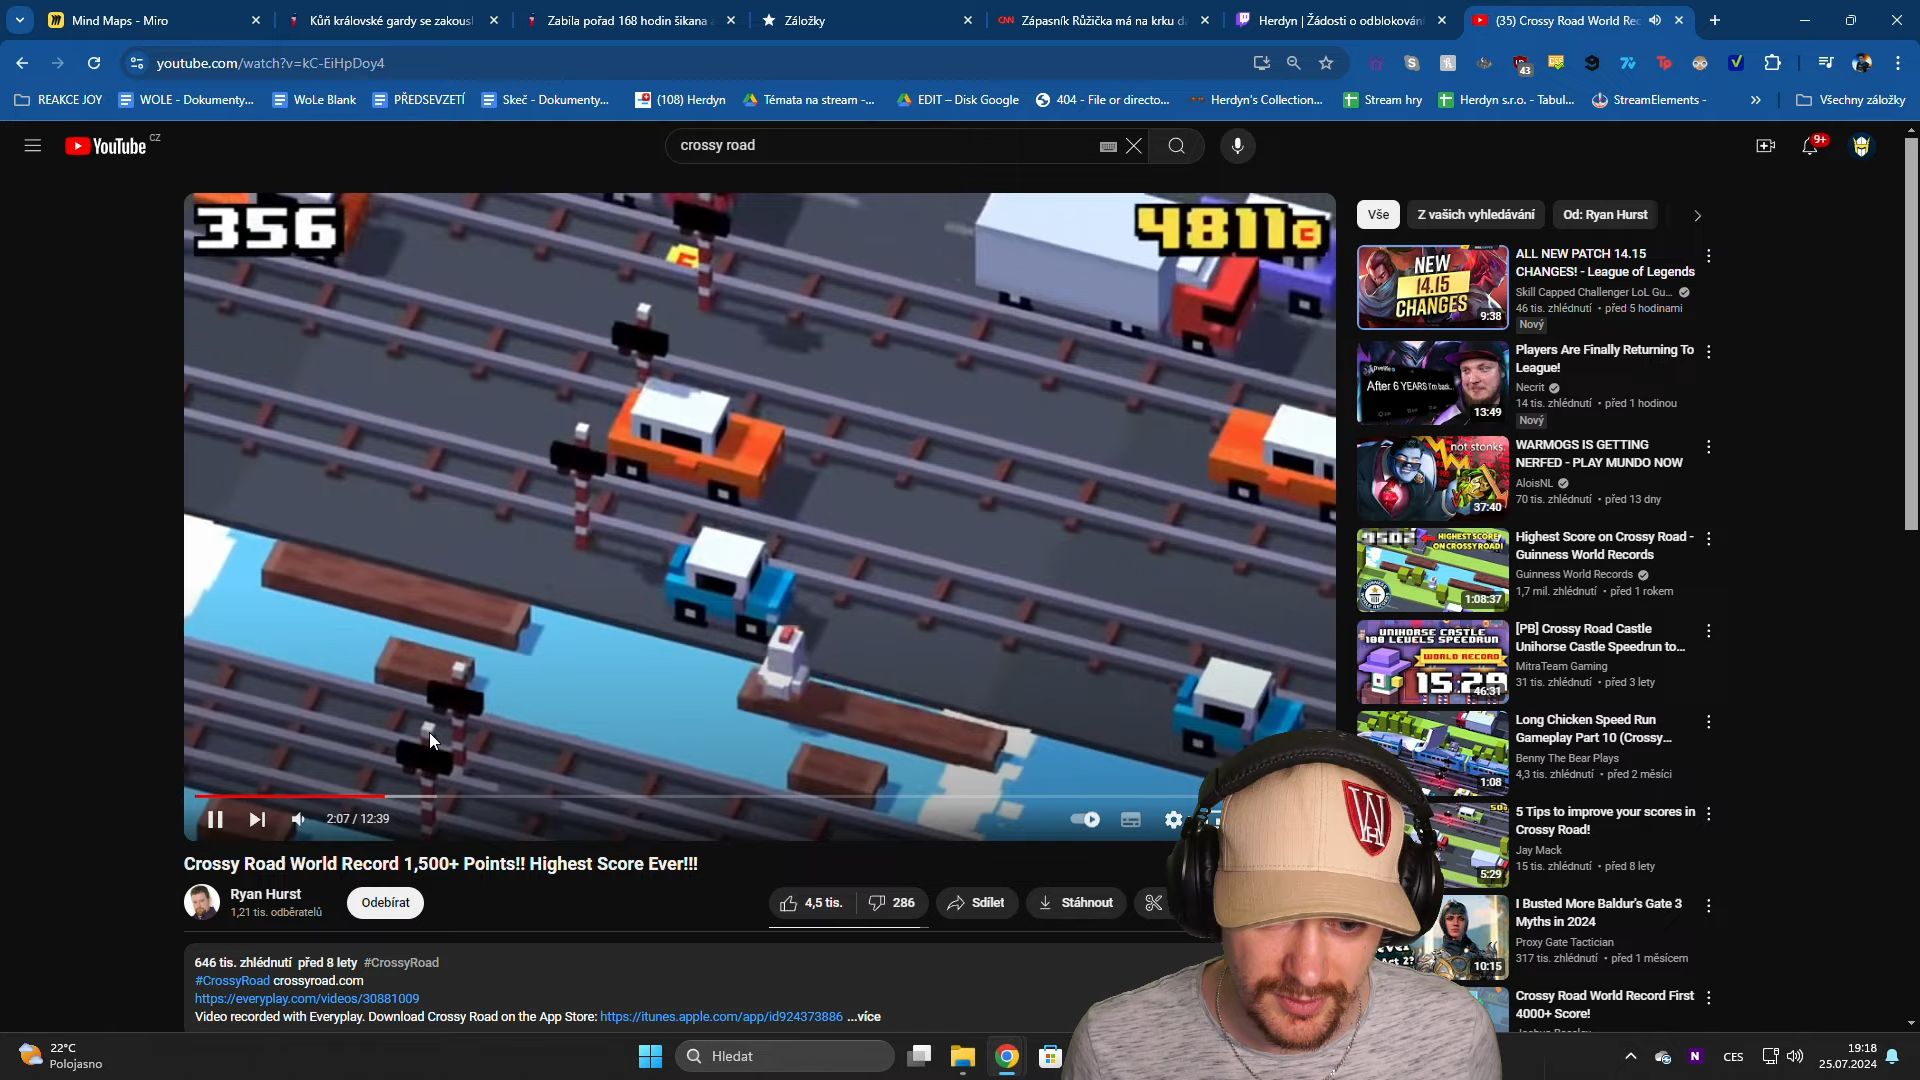 Mind Maps - Miro
Kůň královské gardy se zakous
Zabila pořad 168 hodin šikana a
Záložky
CNN Zápasník Růžička má na krku d
Herdyn | Žádosti o odblokován
(35) Crossy Road World Rec
youtube.com/watch?v=kC-EiHpDoy4
43
REAKCE JOY
WOLE - Dokumenty...
WoLe Blank
PŘEDSEVZETÍ
Skeč - Dokumenty...
(108) Herdyn
Témata na stream -...
EDIT – Disk Google
404 - File or directo...
Herdyn's Collection...
Stream hry
Herdyn s.r.o. - Tabul...
StreamElements -
Všechny záložky
YouTube CZ
crossy road
9+
356
4811
Vše
Z vašich vyhledávání
Od: Ryan Hurst
NEW
14.15
CHANGES
9:38
ALL NEW PATCH 14.15
CHANGES! - League of Legends
Skill Capped Challenger LoL Gu...
46 tis. zhlédnutí • před 5 hodinami
Nový
After 6 YEARS I'm back...
13:49
Players Are Finally Returning To
League!
Necrit
14 tis. zhlédnutí • před 1 hodinou
Nový
not stonks
37:40
WARMOGS IS GETTING
NERFED - PLAY MUNDO NOW
AloisNL
70 tis. zhlédnutí • před 13 dny
HIGHEST SCORE
ON CROSSY ROAD!
1:08:37
Highest Score on Crossy Road -
Guinness World Records
Guinness World Records
1,7 mil. zhlédnutí • před 1 rokem
UNIHORSE CASTLE
100 LEVELS SPEEDRUN
WORLD RECORD
15:29
46:31
[PB] Crossy Road Castle
Unihorse Castle Speedrun to...
MitraTeam Gaming
31 tis. zhlédnutí • před 3 lety
1:08
Long Chicken Speed Run
Gameplay Part 10 (Crossy...
Benny The Bear Plays
4,3 tis. zhlédnutí • před 2 měsíci
5:29
5 Tips to improve your scores in
Crossy Road!
Jay Mack
15 tis. zhlédnutí • před 8 lety
10:15
I Busted More Baldur's Gate 3
Myths in 2024
Proxy Gate Tactician
317 tis. zhlédnutí • před 1 měsícem
Crossy Road World Record First
4000+ Score!
2:07 / 12:39
Crossy Road World Record 1,500+ Points!! Highest Score Ever!!!
Ryan Hurst
1,21 tis. odběratelů
Odebírat
4,5 tis.
286
Sdílet
Stáhnout
646 tis. zhlédnutí před 8 lety #CrossyRoad
#CrossyRoad crossyroad.com
https://everyplay.com/videos/30881009
Video recorded with Everyplay. Download Crossy Road on the App Store: https://itunes.apple.com/app/id924373886 ...více
22°C
Polojasno
Hledat
CES
19:18
25.07.2024